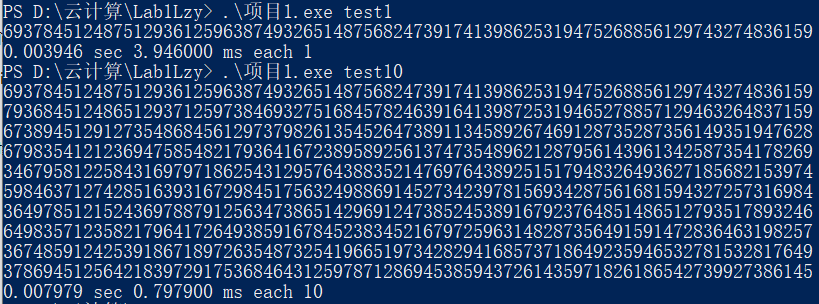 PS D:\云计算\Lab1Lzy> .\项目1.exe test1
693784512487512936125963874932651487568247391741398625319475268856129743274836159
0.003946 sec 3.946000 ms each 1
PS D:\云计算\Lab1Lzy> .\项目1.exe test10
693784512487512936125963874932651487568247391741398625319475268856129743274836159
793684512486512937125973846932751684578246391641398725319465278857129463264837159
673894512912735486845612973798261354526473891134589267469128735287356149351947628
679835412123694758548217936416723895892561374735489621287956143961342587354178269
346795812258431697971862543129576438835214769764389251517948326493627185682153974
598463712742851639316729845175632498869145273423978156934287561681594327257316984
364978512152436978879125634738651429691247385245389167923764851486512793517893246
649835712358217964172649385916784523834521679725963148287356491591472836463198257
367485912425391867189726354873254196651973428294168573718649235946532781532817649
378694512564218397291753684643125978712869453859437261435971826186542739927386145
0.007979 sec 0.797900 ms each 10